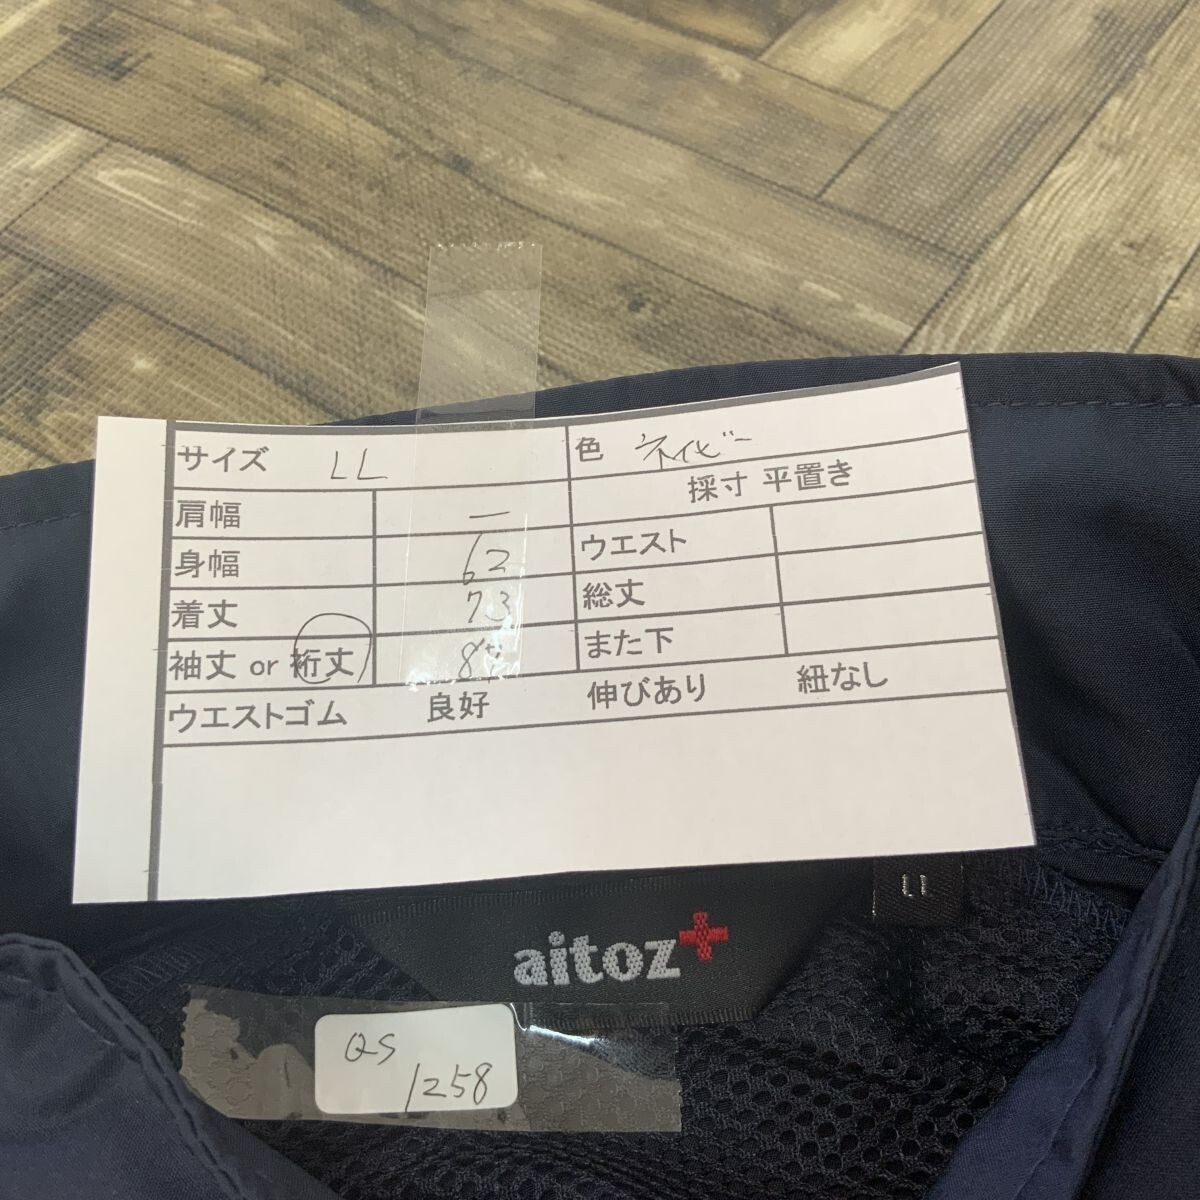 サイズ LL 色 ネイビー
採寸 平置き
肩幅 ー
身幅 62 ウエスト
着丈 73 総丈
袖丈 or 裄丈 また下
ウエストゴム 良好 伸びあり 紐なし
aitoz+
QS
1258